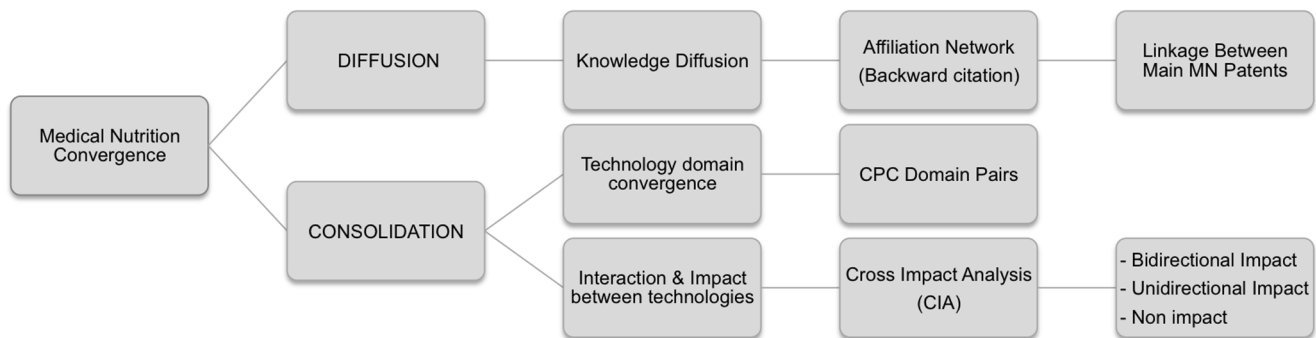 Medical Nutrition
Convergence
DIFFUSION
Knowledge Diffusion
Affiliation Network
(Backward citation)
Linkage Between
Main MN Patents
CONSOLIDATION
Technology domain
convergence
CPC Domain Pairs
Interaction & Impact
between technologies
Cross Impact Analysis
(CIA)
- Bidirectional Impact
- Unidirectional Impact
- Non impact